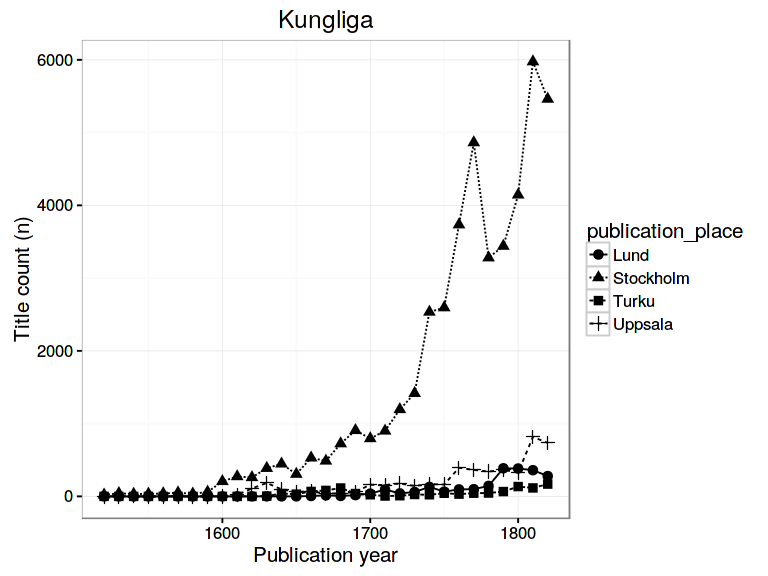 Kungliga
6000
4000
2000
0
Title count (n)
1600 1700 1800
Publication year
publication_place
Lund
Stockholm
Turku
Uppsala